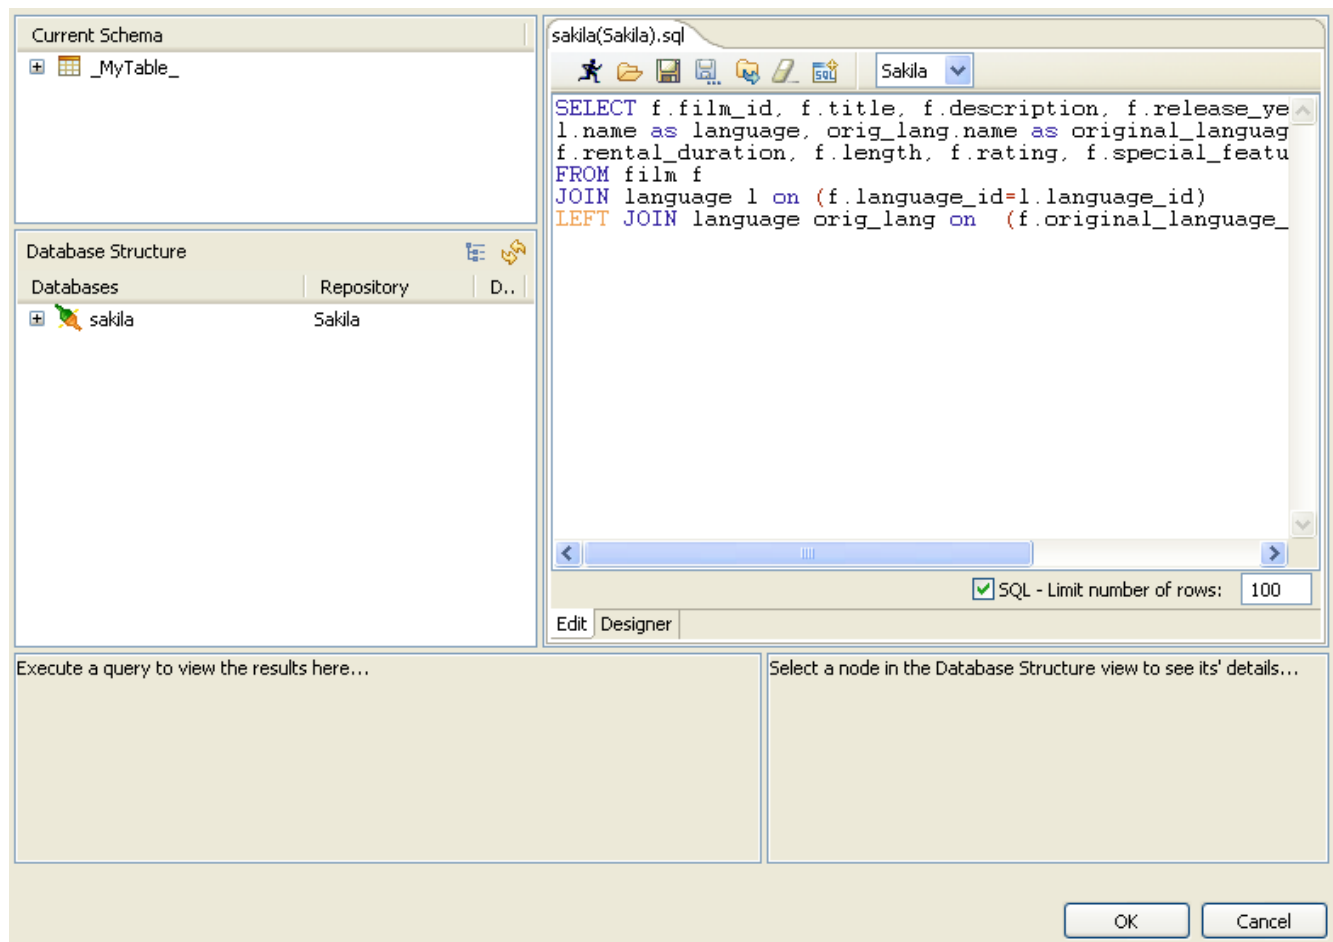 Current Schema
_MyTable_
Database Structure
Databases Repository D..
sakila Sakila
sakila(Sakila).sql
SQL Sakila
SELECT f.film_id, f.title, f.description, f.release_ye
l.name as language, orig_lang.name as original_languag
f.rental_duration, f.length, f.rating, f.special_featu
FROM film f
JOIN language l on (f.language_id=l.language_id)
LEFT JOIN language orig_lang on  (f.original_language_
SQL - Limit number of rows: 100
Edit Designer
Execute a query to view the results here...
Select a node in the Database Structure view to see its' details...
OK Cancel